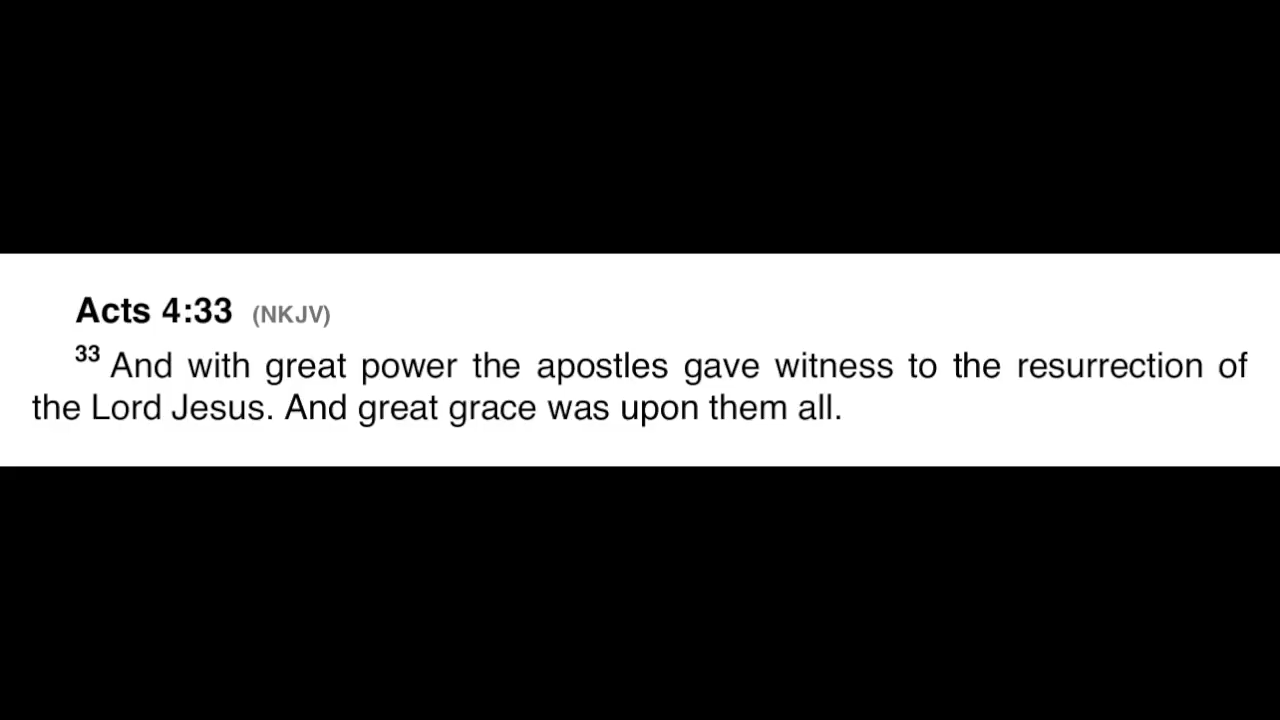 Acts 4:33 (NKJV)
33 And with great power the apostles gave witness to the resurrection of
the Lord Jesus. And great grace was upon them all.